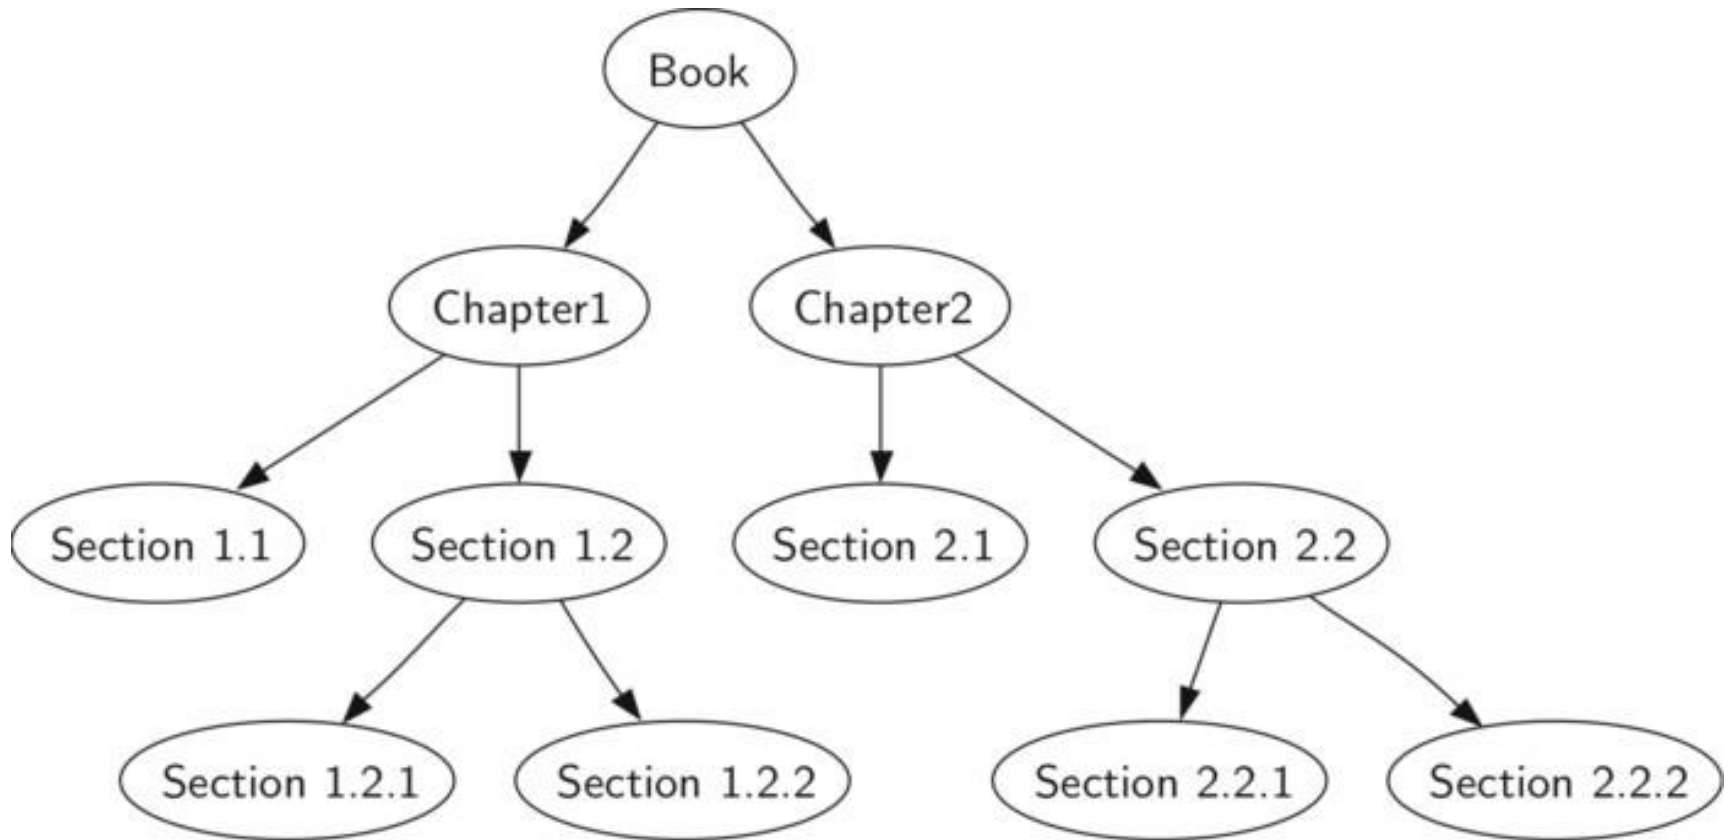 Book
Chapter1
Chapter2
Section 1.1
Section 1.2
Section 2.1
Section 2.2
Section 1.2.1
Section 1.2.2
Section 2.2.1
Section 2.2.2